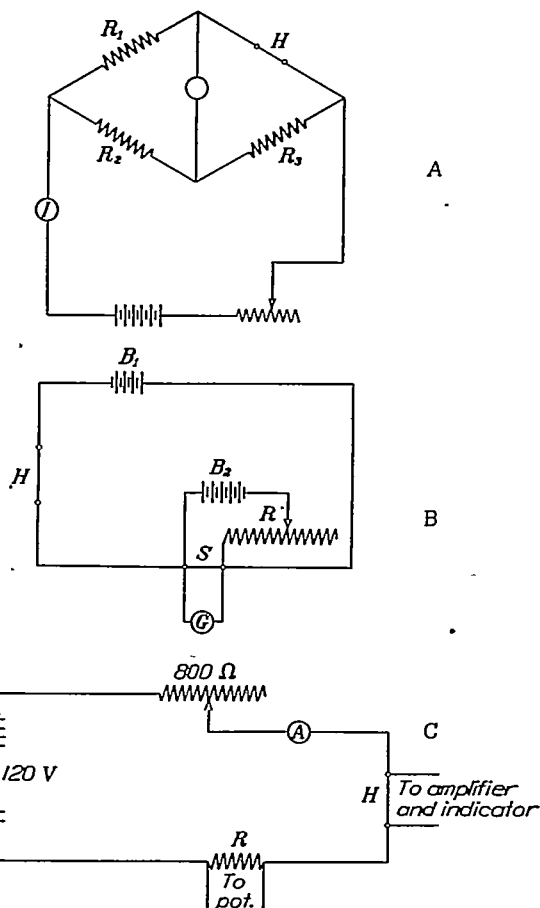 R₁
H
R₂
R₃
A
I
B₁
H
B₂
R
B
S
G
800 Ω
A
C
120 V
H
To amplifier
and indicator
R
To
pot.